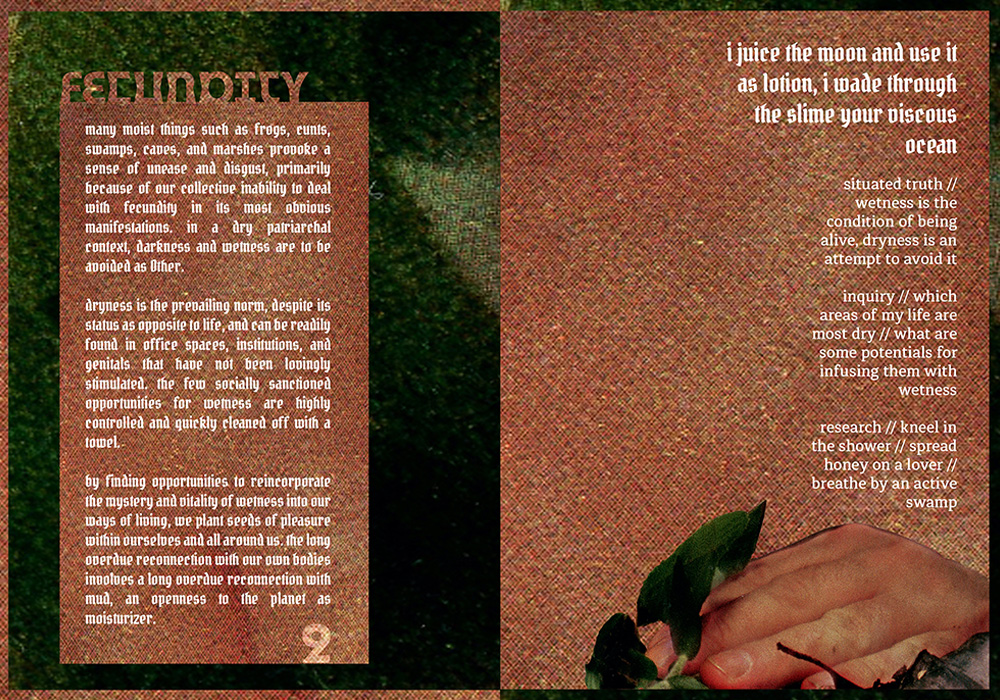 FECUNDITY
many moist things such as frogs, cunts,
swamps, caves, and marshes provoke a
sense of unease and disgust, primarily
because of our collective inability to deal
with fecundity in its most obvious
manifestations. in a dry patriarchal
context, darkness and wetness are to be
avoided as Other.
dryness is the prevailing norm, despite its
status as opposite to life, and can be readily
found in office spaces, institutions, and
genitals that have not been lovingly
stimulated. the few socially sanctioned
opportunities for wetness are highly
controlled and quickly cleaned off with a
towel.
by finding opportunities to reincorporate
the mystery and vitality of wetness into our
ways of living, we plant seeds of pleasure
within ourselves and all around us. the long
overdue reconnection with our own bodies
involves a long overdue reconnection with
mud, an openness to the planet as
moisturizer.
2
i juice the moon and use it
as lotion, i wade through
the slime your viscous
ocean
situated truth //
wetness is the
condition of being
alive, dryness is an
attempt to avoid it
inquiry // which
areas of my life are
most dry // what are
some potentials for
infusing them with
wetness
research // kneel in
the shower // spread
honey on a lover //
breathe by an active
swamp